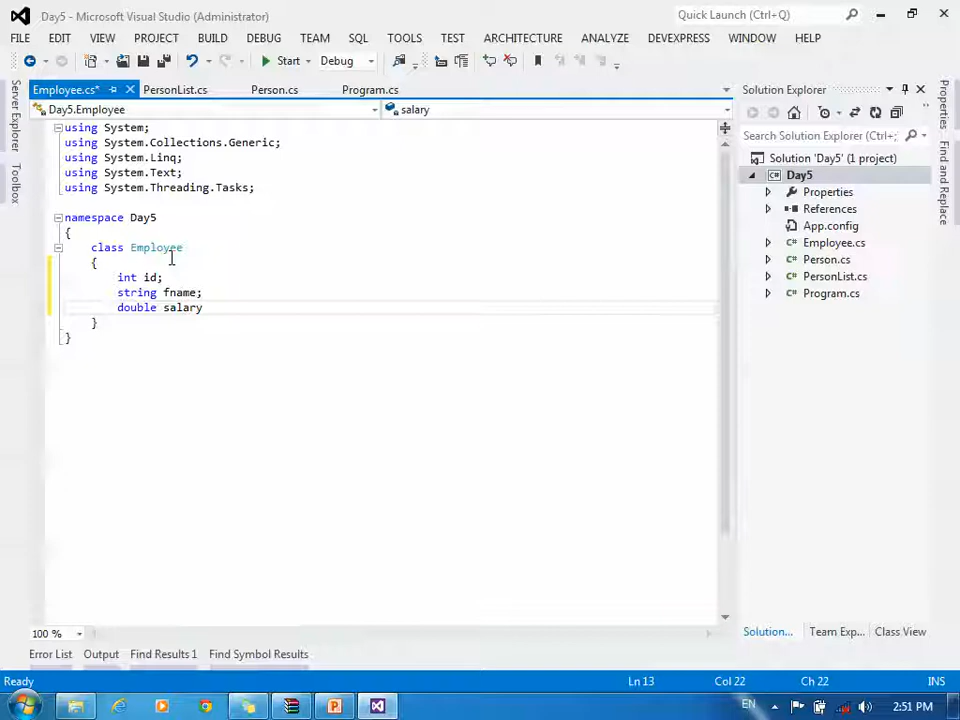 Day5 - Microsoft Visual Studio (Administrator)
Quick Launch (Ctrl+Q)
FILE EDIT VIEW PROJECT BUILD DEBUG TEAM SQL TOOLS TEST ARCHITECTURE ANALYZE DEVEXPRESS WINDOW HELP
Start Debug
Server Explorer
Toolbox
Employee.cs* PersonList.cs Person.cs Program.cs
Day5.Employee salary
using System;
using System.Collections.Generic;
using System.Linq;
using System.Text;
using System.Threading.Tasks;
namespace Day5
{
class Employee
{
int id;
string fname;
double salary
}
}
Solution Explorer
Search Solution Explorer (Ctrl+;
Solution 'Day5' (1 project)
C# Day5
Properties
References
App.config
C# Employee.cs
C# Person.cs
C# PersonList.cs
C# Program.cs
Properties
Find and Replace
100 %
Solution... Team Exp... Class View
Error List Output Find Results 1 Find Symbol Results
Ready Ln 13 Col 22 Ch 22 INS
EN 2:51 PM